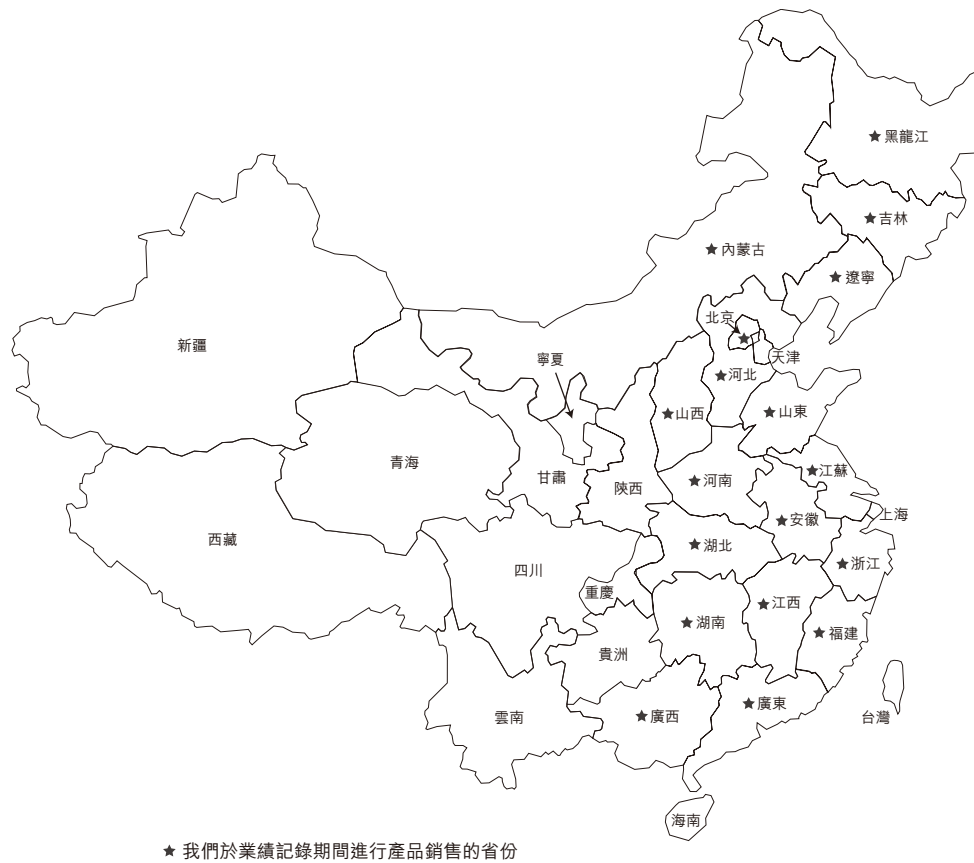 ★ 黑龍江
★ 吉林
★ 內蒙古
★ 遼寧
北京
★
天津
新疆
寧夏
★ 河北
★ 山西
★ 山東
青海
甘肅
陝西
★ 河南
★ 江蘇
西藏
★ 安徽
上海
★ 湖北
四川
★ 浙江
重慶
★ 江西
★ 湖南
★ 福建
貴洲
雲南
★ 廣西
★ 廣東
台灣
海南
★ 我們於業績記錄期間進行產品銷售的省份